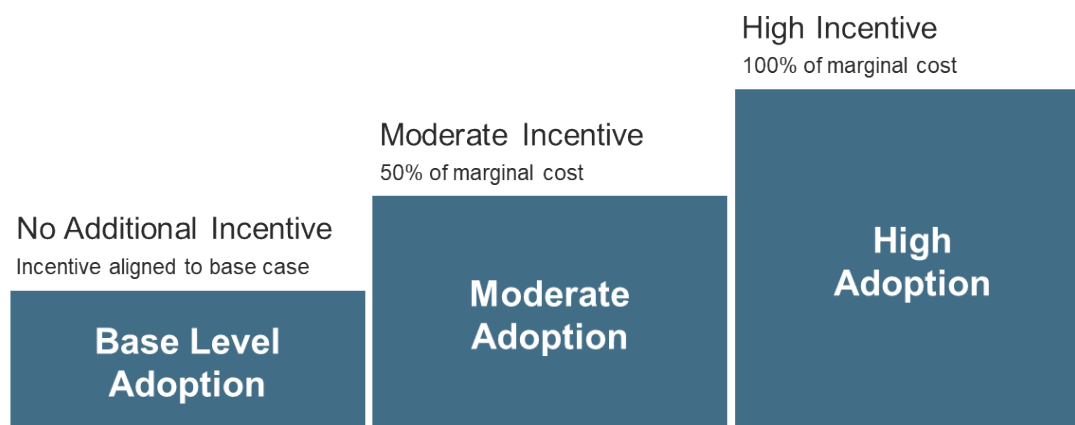 High Incentive
100% of marginal cost
Moderate Incentive
50% of marginal cost
No Additional Incentive
Incentive aligned to base case
High
Adoption
Moderate
Adoption
Base Level
Adoption